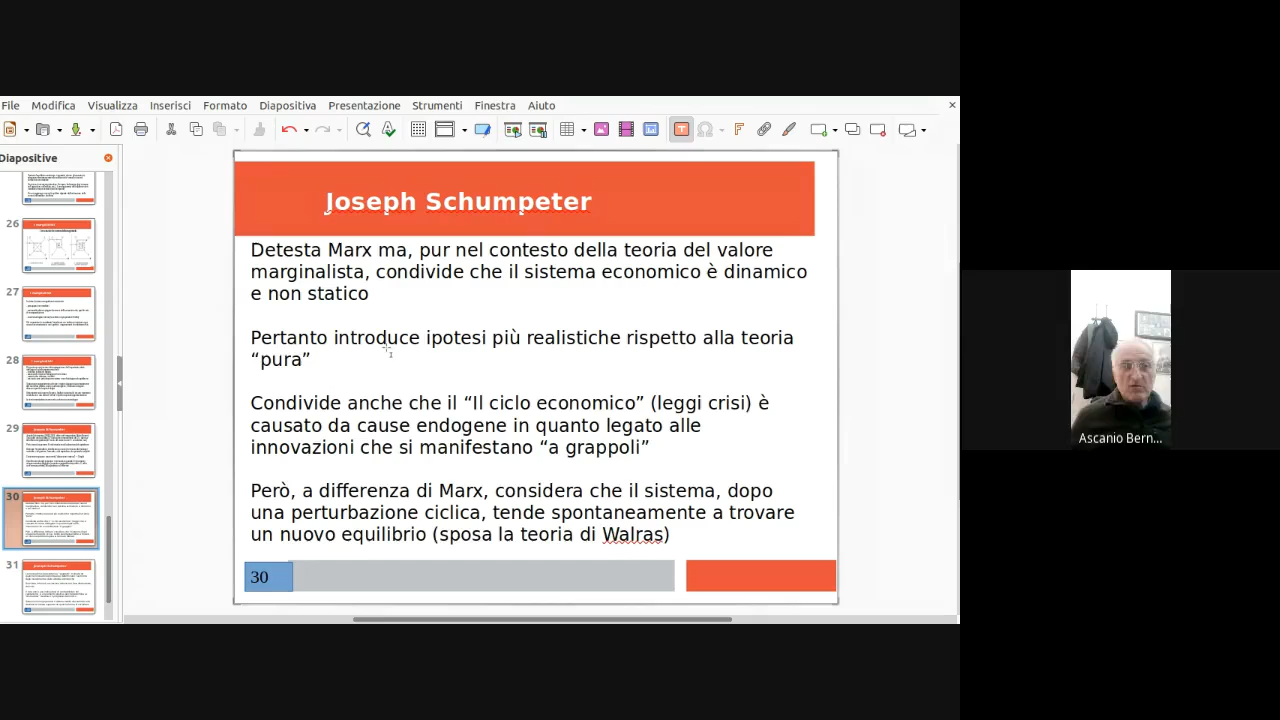 File Modifica Visualizza Inserisci Formato Diapositiva Presentazione Strumenti Finestra Aiuto
Diapositive
26
27
28
29
30
31
Joseph Schumpeter
Detesta Marx ma, pur nel contesto della teoria del valore
marginalista, condivide che il sistema economico è dinamico
e non statico
Pertanto introduce ipotesi più realistiche rispetto alla teoria
“pura”
Condivide anche che il “Il ciclo economico” (leggi crisi) è
causato da cause endogene in quanto legato alle
innovazioni che si manifestano “a grappoli”
Però, a differenza di Marx, considera che il sistema, dopo
una perturbazione ciclica, tende spontaneamente a trovare
un nuovo equilibrio (sposa la teoria di Walras)
30
Ascanio Bern...